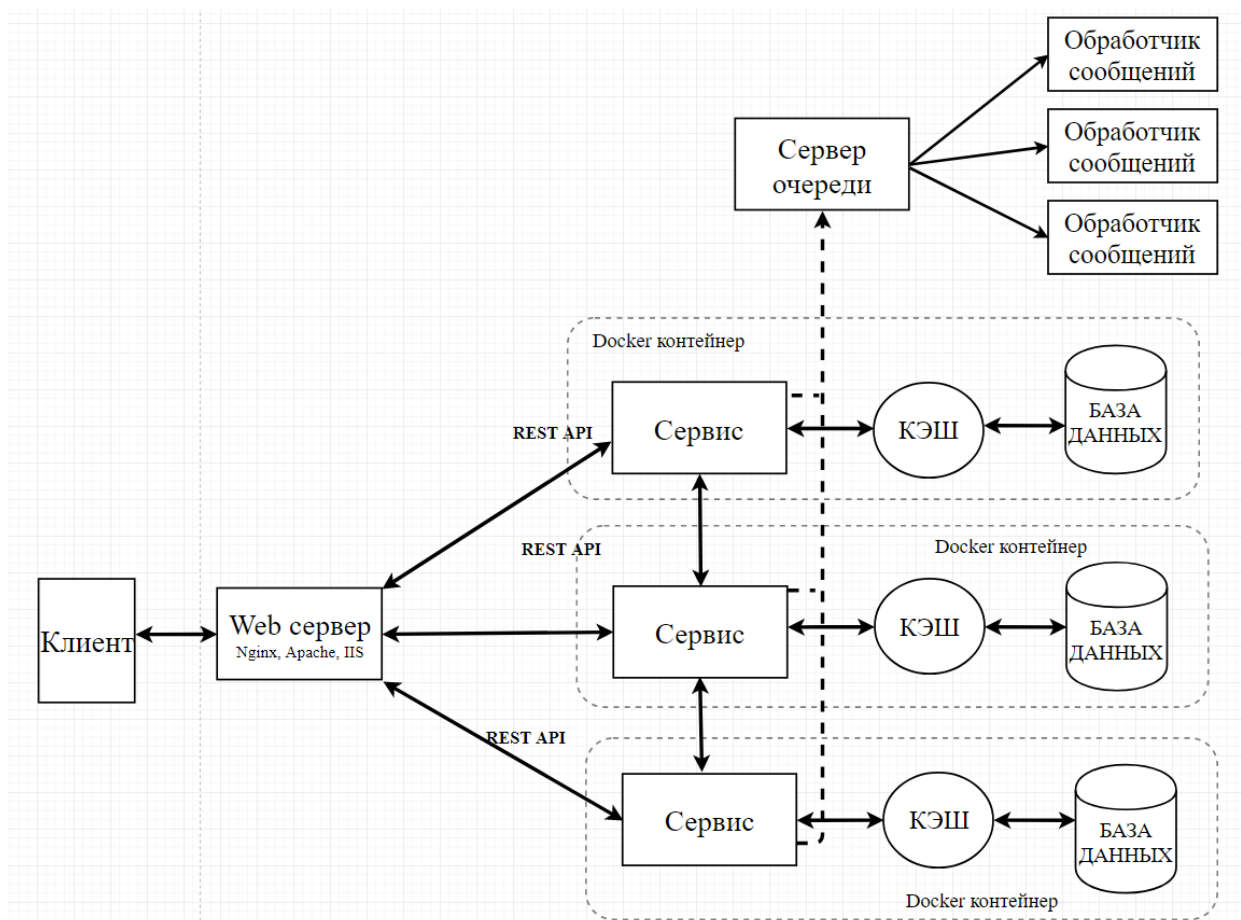 Обработчик
сообщений
Обработчик
сообщений
Сервер
очереди
Обработчик
сообщений
Docker контейнер
REST API
Сервис
КЭШ
БАЗА
ДАННЫХ
REST API
Docker контейнер
Клиент
Web сервер
Nginx, Apache, IIS
Сервис
КЭШ
БАЗА
ДАННЫХ
REST API
Сервис
КЭШ
БАЗА
ДАННЫХ
Docker контейнер